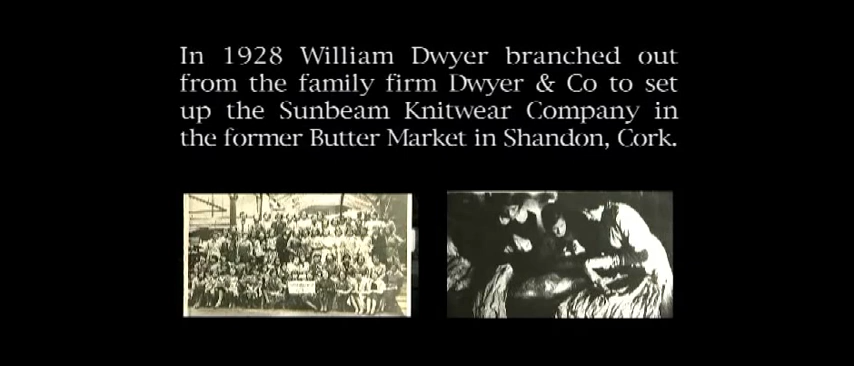 In 1928 William Dwyer branched out
from the family firm Dwyer & Co to set
up the Sunbeam Knitwear Company in
the former Butter Market in Shandon, Cork.